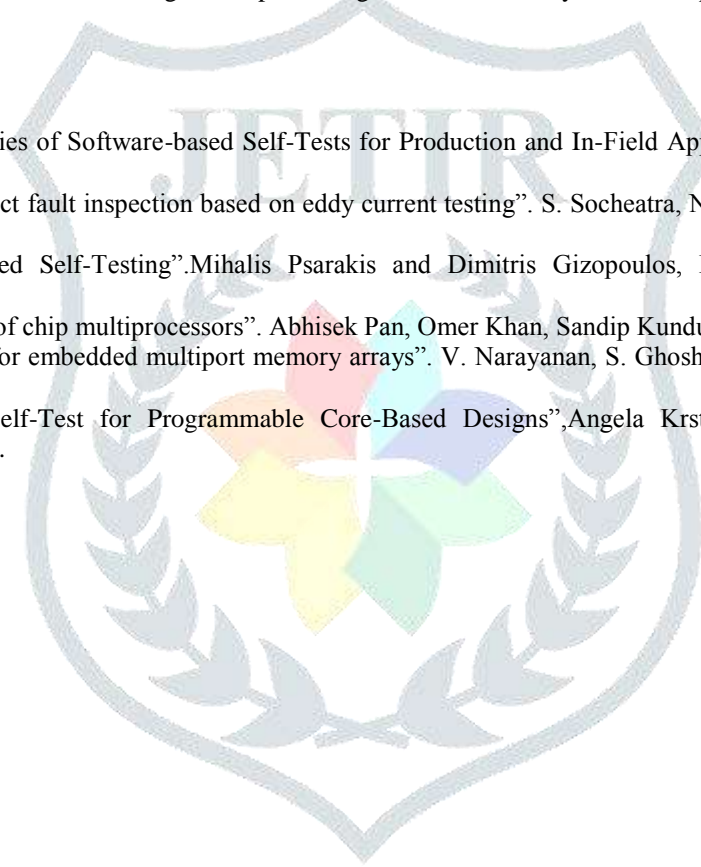 JETIR
ies of Software-based Self-Tests for Production and In-Field App
ct fault inspection based on eddy current testing”. S. Socheatra, N
ed Self-Testing”.Mihalis Psarakis and Dimitris Gizopoulos,
of chip multiprocessors”. Abhisek Pan, Omer Khan, Sandip Kundu
for embedded multiport memory arrays”. V. Narayanan, S. Ghosh
elf-Test for Programmable Core-Based Designs”,Angela Krst
.